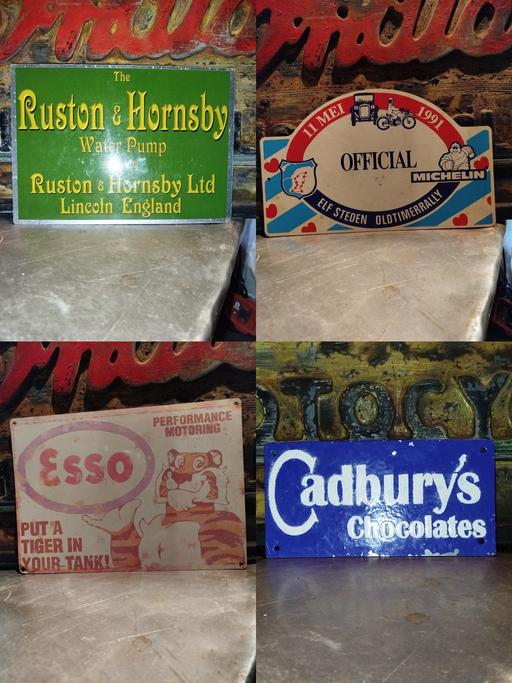 The
Ruston & Hornsby
Water Pump
Ruston & Hornsby Ltd
Lincoln England
11 MEI 1991
OFFICIAL
MICHELIN
ELF STEDEN OLDTIMERRALLY
PERFORMANCE
MOTORING
Esso
PUT A
TIGER IN
YOUR TANK!
TOCY
Cadbury's
Chocolates